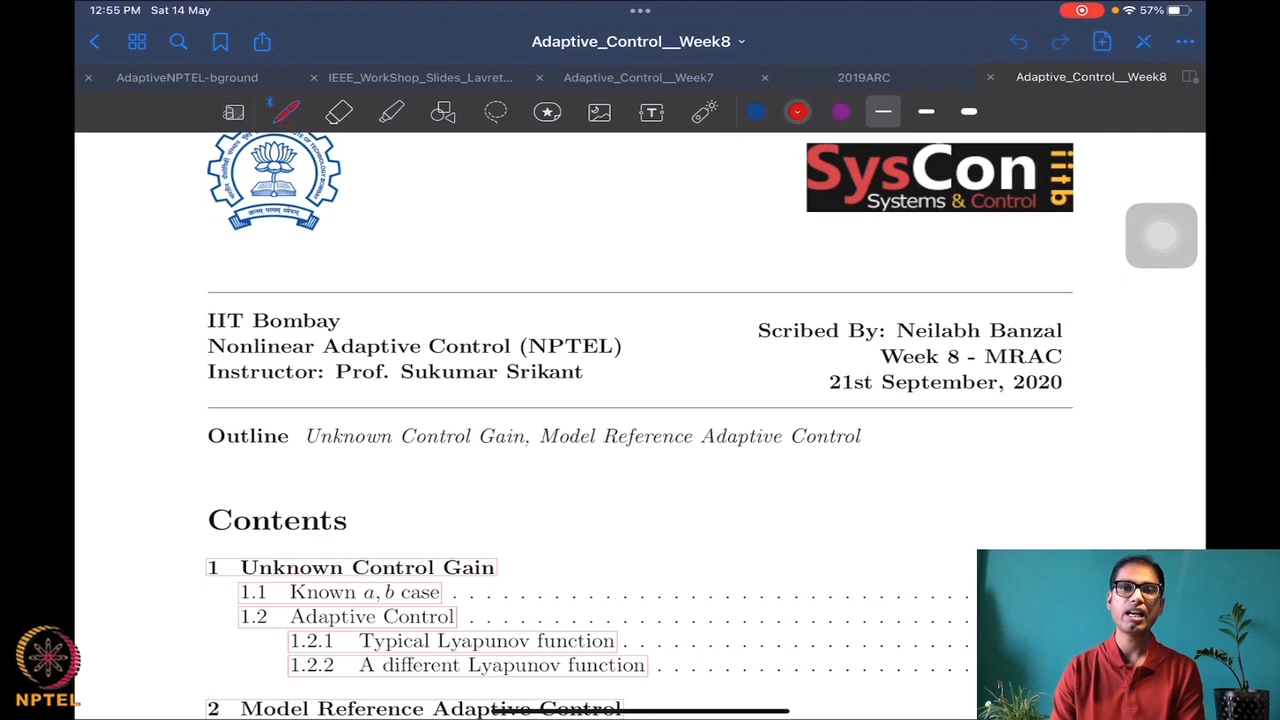 12:55 PM Sat 14 May
57%
Adaptive_Control__Week8
AdaptiveNPTEL-bground
IEEE_WorkShop_Slides_Lavret...
Adaptive_Control__Week7
2019ARC
Adaptive_Control__Week8
SysCon
iitb
Systems & Control
IIT Bombay
Nonlinear Adaptive Control (NPTEL)
Instructor: Prof. Sukumar Srikant
Scribed By: Neilabh Banzal
Week 8 - MRAC
21st September, 2020
Outline Unknown Control Gain, Model Reference Adaptive Control
Contents
1 Unknown Control Gain
1.1 Known a, b case
1.2 Adaptive Control
1.2.1 Typical Lyapunov function
1.2.2 A different Lyapunov function
2 Model Reference Adaptive Control
NPTEL